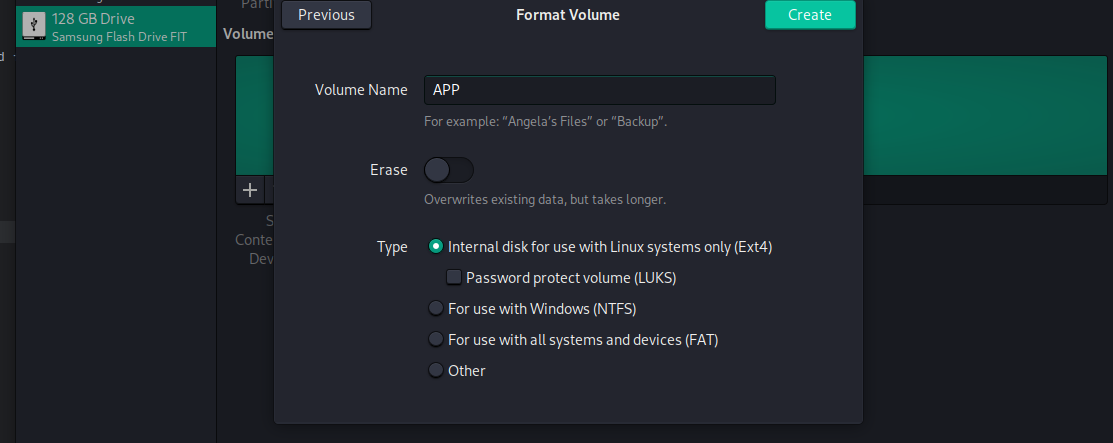 Parti
128 GB Drive
Samsung Flash Drive FIT
Volume
d
Previous
Format Volume
Create
Volume Name
APP
For example: “Angela’s Files” or “Backup”.
Erase
Overwrites existing data, but takes longer.
S
Conte
Dev
Type
Internal disk for use with Linux systems only (Ext4)
Password protect volume (LUKS)
For use with Windows (NTFS)
For use with all systems and devices (FAT)
Other